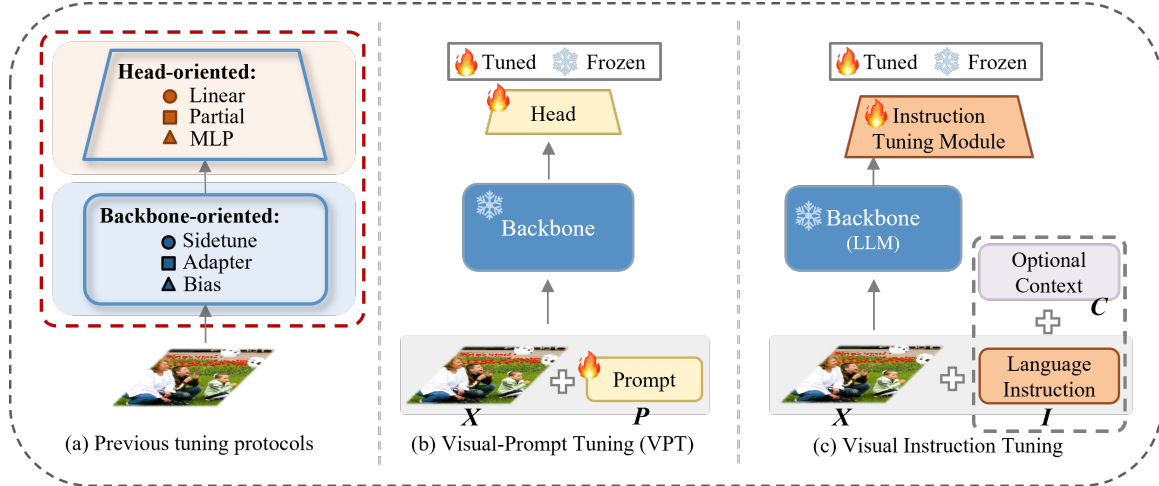 Head-oriented:
Linear
Partial
MLP
Backbone-oriented:
Sidetune
Adapter
Bias
(a) Previous tuning protocols
Tuned Frozen
Head
Backbone
Prompt
X P
(b) Visual-Prompt Tuning (VPT)
Tuned Frozen
Instruction
Tuning Module
Backbone
(LLM)
Optional
Context
C
Language
Instruction
X I
(c) Visual Instruction Tuning